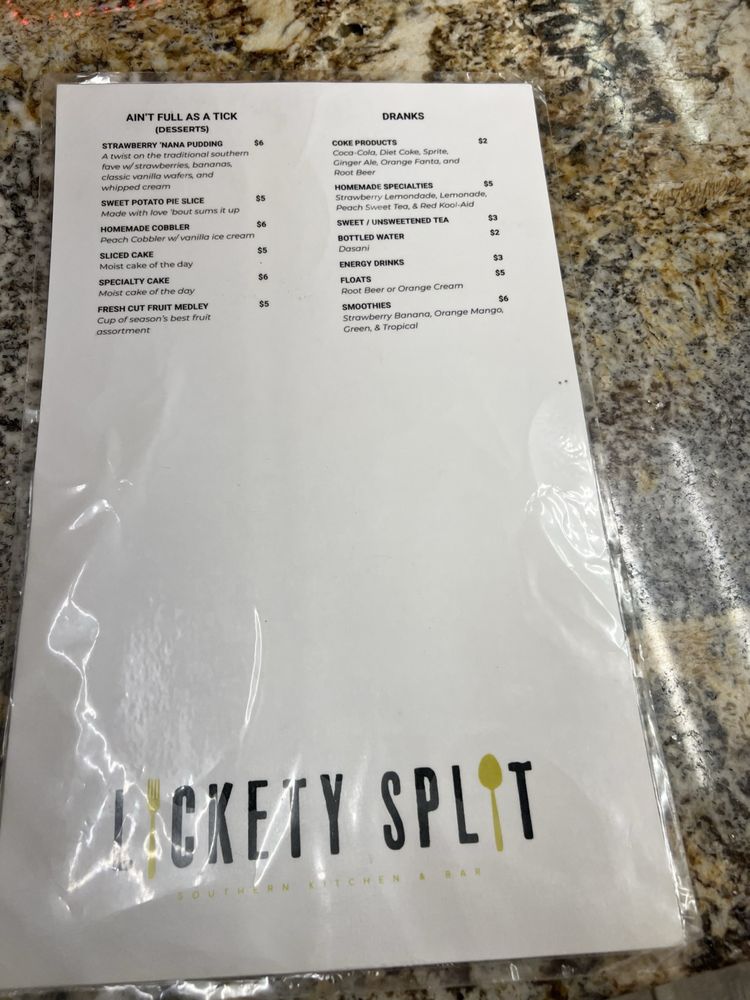 AIN'T FULL AS A TICK
(DESSERTS)
STRAWBERRY 'NANA PUDDING $6
A twist on the traditional southern
fave w/ strawberries, bananas,
classic vanilla wafers, and
whipped cream
SWEET POTATO PIE SLICE $5
Made with love 'bout sums it up
HOMEMADE COBBLER $6
Peach Cobbler w/ vanilla ice cream
SLICED CAKE $5
Moist cake of the day
SPECIALTY CAKE $6
Moist cake of the day
FRESH CUT FRUIT MEDLEY $5
Cup of season's best fruit
assortment
DRANKS
COKE PRODUCTS $2
Coca-Cola, Diet Coke, Sprite,
Ginger Ale, Orange Fanta, and
Root Beer
HOMEMADE SPECIALTIES $5
Strawberry Lemondade, Lemonade,
Peach Sweet Tea, & Red Kool-Aid
SWEET / UNSWEETENED TEA $3
BOTTLED WATER $2
Dasani
ENERGY DRINKS $3
FLOATS $5
Root Beer or Orange Cream
SMOOTHIES $6
Strawberry Banana, Orange Mango,
Green, & Tropical
LICKETY SPLIT
SOUTHERN KITCHEN & BAR